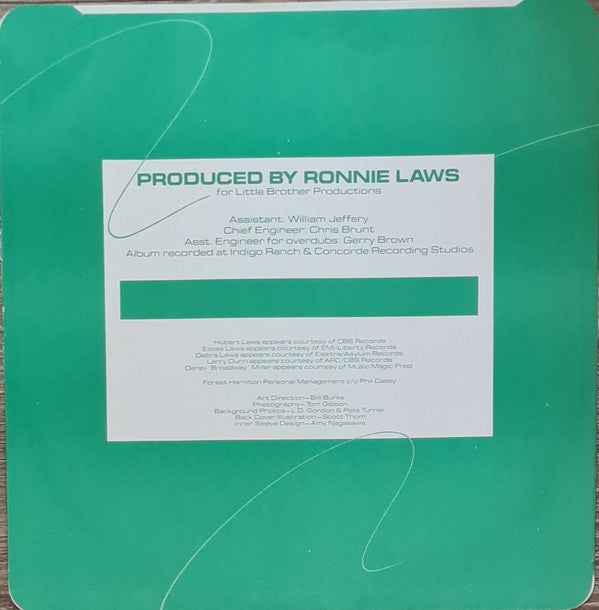 PRODUCED BY RONNIE LAWS
for Little Brother Productions
Assistant: William Jeffery
Chief Engineer: Chris Brunt
Asst. Engineer for overdubs: Gerry Brown
Album recorded at Indigo Ranch & Concorde Recording Studios
Hubert Laws appears courtesy of CBS Records
Eloise Laws appears courtesy of EMI/Liberty Records
Debra Laws appears courtesy of Elektra/Asylum Records
Larry Dunn appears courtesy of ARC/CBS Records
Denzil "Broadway" Miller appears courtesy of Music Magic Prod.
Forest Hamilton Personal Management c/o Phil Casey
Art Direction—Bill Burks
Photography—Tom Gibson
Background Photos—L.D. Gordon & Pete Turner
Back Cover Illustration—Scott Thom
Inner Sleeve Design—Amy Nagasawa